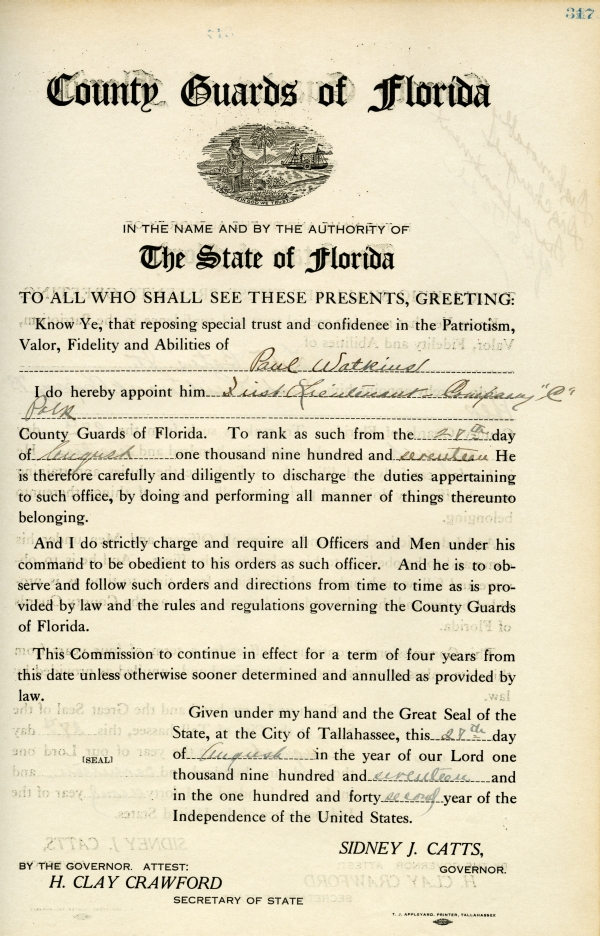 317
County Guards of Florida
IN GOD WE TRUST
IN THE NAME AND BY THE AUTHORITY OF
The State of Florida
TO ALL WHO SHALL SEE THESE PRESENTS, GREETING:
Know Ye, that reposing special trust and confidenee in the Patriotism,
Valor, Fidelity and Abilities of
Paul Watkins
I do hereby appoint him First Lieutenant - Company "C"
Polk
County Guards of Florida. To rank as such from the 27th day
of August one thousand nine hundred and seventeen He
is therefore carefully and diligently to discharge the duties appertaining
to such office, by doing and performing all manner of things thereunto
belonging.
And I do strictly charge and require all Officers and Men under his
command to be obedient to his orders as such officer. And he is to ob-
serve and follow such orders and directions from time to time as is pro-
vided by law and the rules and regulations governing the County Guards
of Florida.
This Commission to continue in effect for a term of four years from
this date unless otherwise sooner determined and annulled as provided by
law.
Given under my hand and the Great Seal of the
State, at the City of Tallahassee, this 27th day
of August in the year of our Lord one
[SEAL]
thousand nine hundred and seventeen and
in the one hundred and forty second year of the
Independence of the United States.
SIDNEY J. CATTS,
GOVERNOR.
BY THE GOVERNOR. ATTEST:
H. CLAY CRAWFORD
SECRETARY OF STATE
T. J. APPLEYARD, PRINTER, TALLAHASSEE